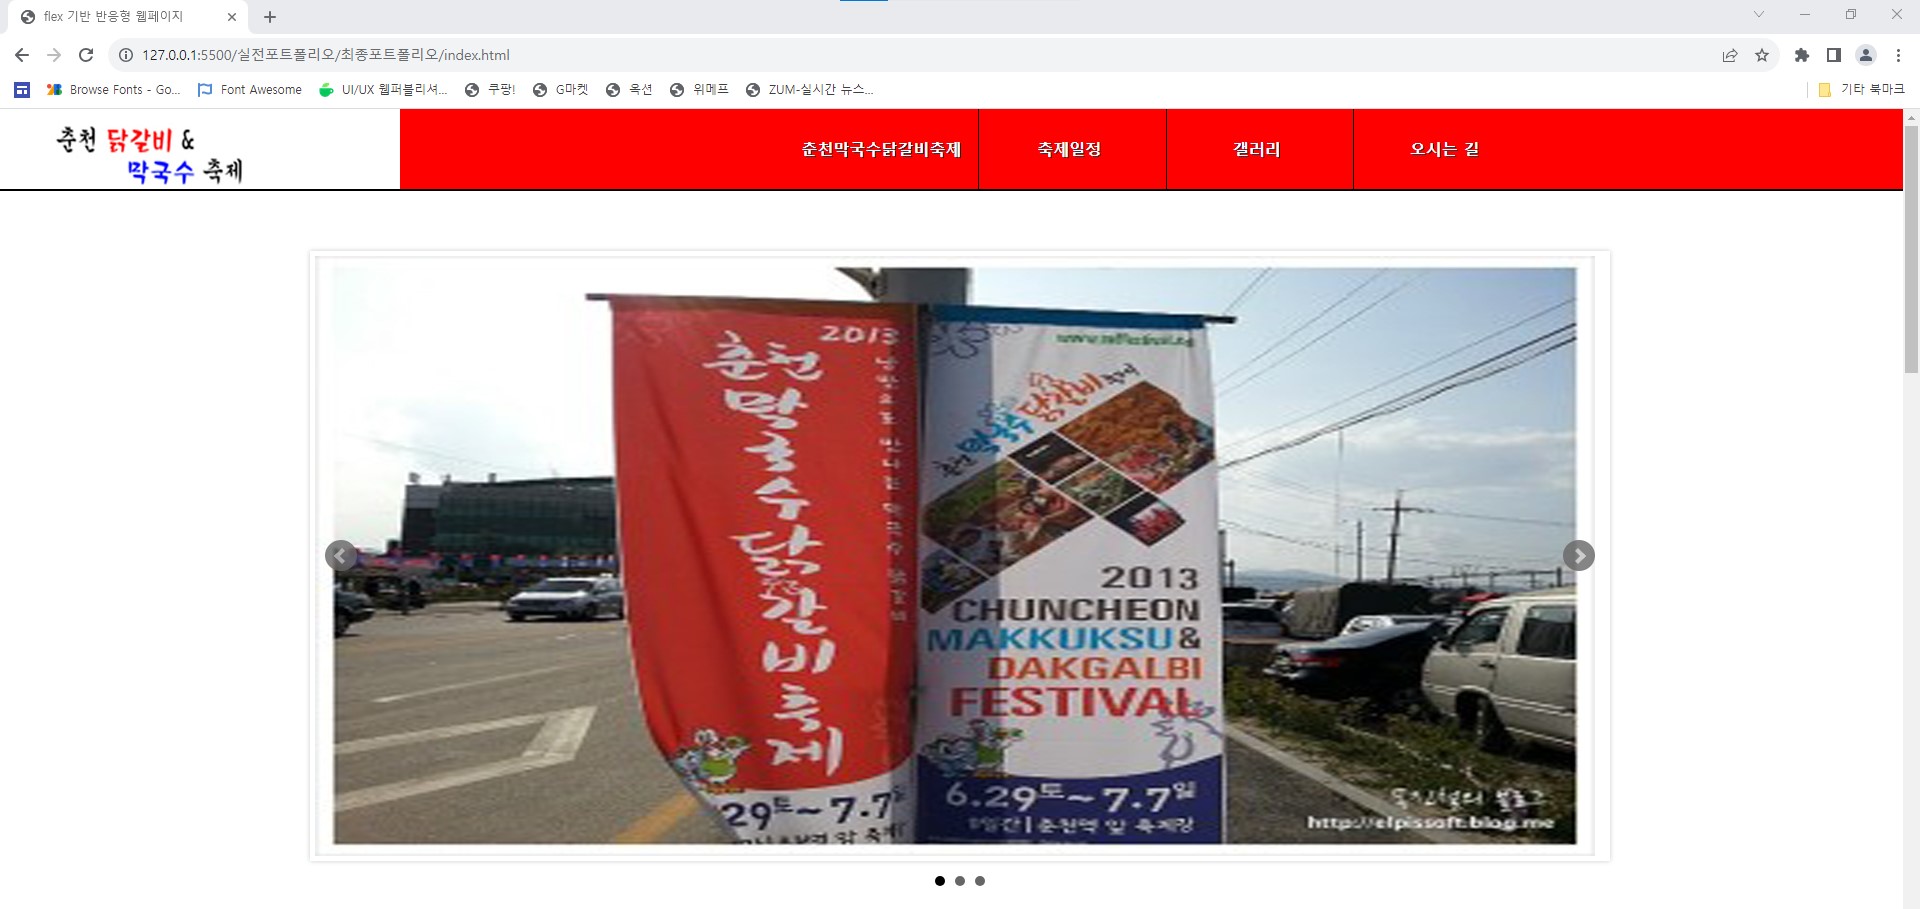 flex 기반 반응형 웹페이지
127.0.0.1:5500/실전포트폴리오/최종포트폴리오/index.html
Browse Fonts - Go...
Font Awesome
UI/UX 웹퍼블리셔...
쿠팡!
G마켓
옥션
위메프
ZUM-실시간 뉴스...
기타 북마크
춘천 닭갈비 &
막국수 축제
춘천막국수닭갈비축제
축제일정
갤러리
오시는 길
2013
춘천막국수닭갈비축제
29토~7.7일
춘천 막국수 닭갈비 축제
2013
CHUNCHEON
MAKKUKSU&
DAKGALBI
FESTIVAL
6.29토~7.7일
9일간 | 춘천역 앞 축제장
http://elpissoft.blog.me